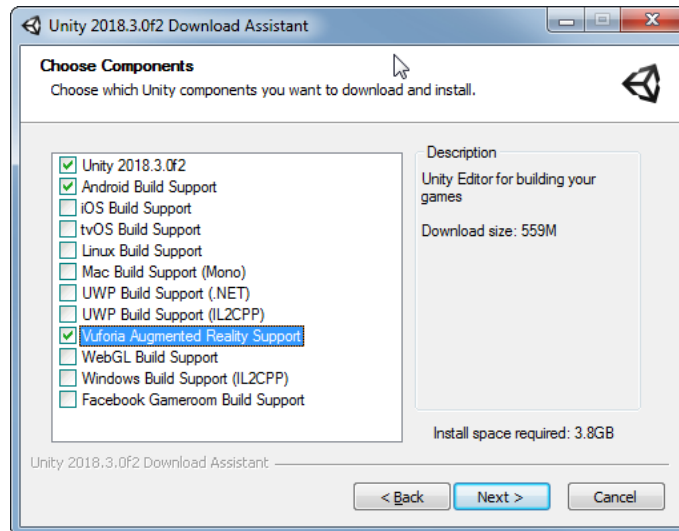 Unity 2018.3.0f2 Download Assistant
Choose Components
Choose which Unity components you want to download and install.
Unity 2018.3.0f2
Android Build Support
iOS Build Support
tvOS Build Support
Linux Build Support
Mac Build Support (Mono)
UWP Build Support (.NET)
UWP Build Support (IL2CPP)
Vuforia Augmented Reality Support
WebGL Build Support
Windows Build Support (IL2CPP)
Facebook Gameroom Build Support
Description
Unity Editor for building your
games
Download size: 559M
Install space required: 3.8GB
Unity 2018.3.0f2 Download Assistant
< Back
Next >
Cancel